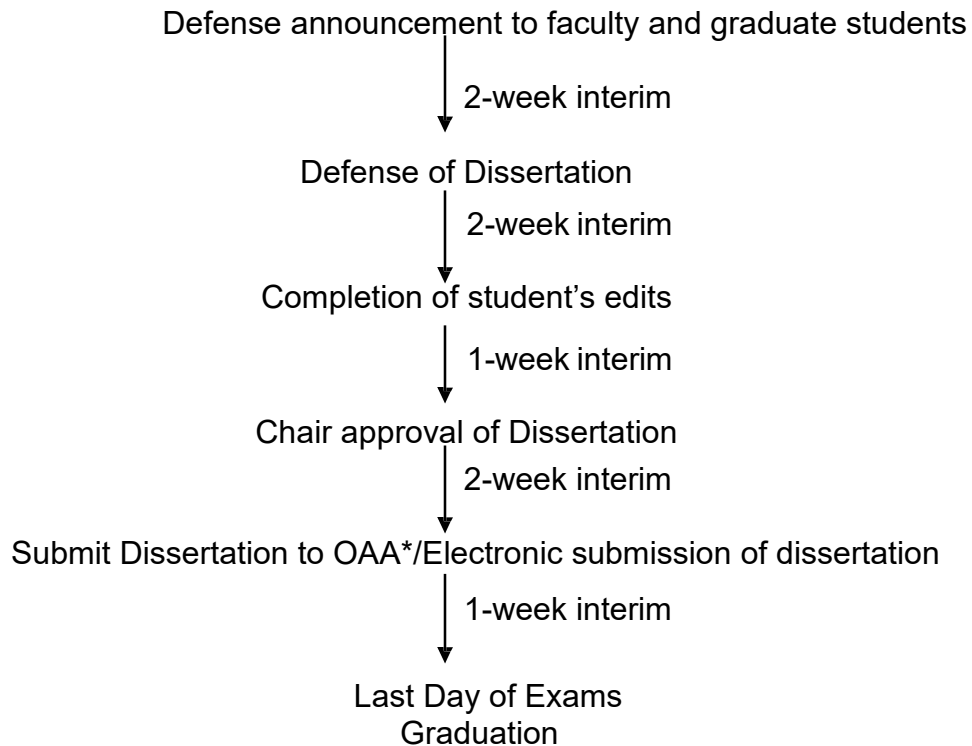 Defense announcement to faculty and graduate students
2-week interim
Defense of Dissertation
2-week interim
Completion of student’s edits
1-week interim
Chair approval of Dissertation
2-week interim
Submit Dissertation to OAA*/Electronic submission of dissertation
1-week interim
Last Day of Exams
Graduation